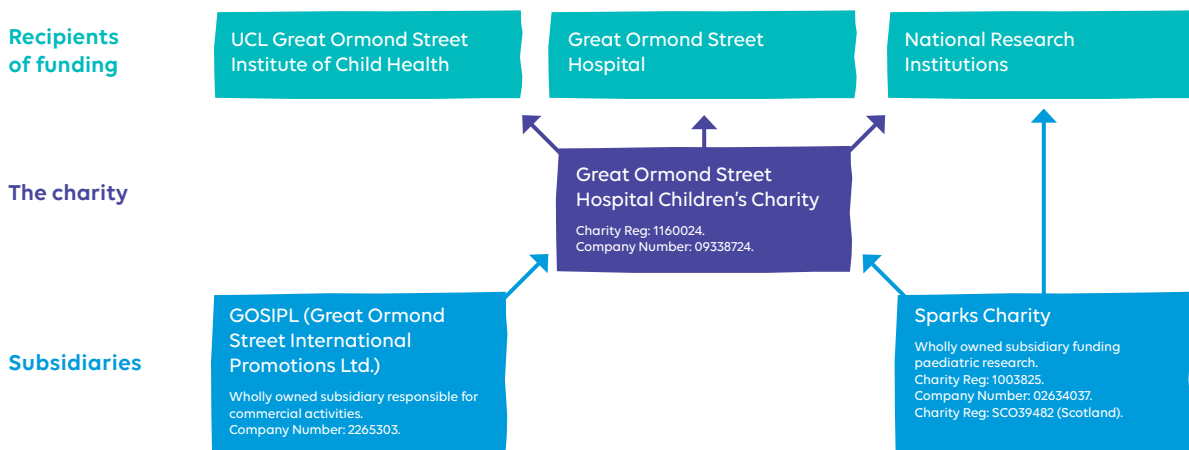 Recipients
of funding
UCL Great Ormond Street
Institute of Child Health
Great Ormond Street
Hospital
National Research
Institutions
The charity
Great Ormond Street
Hospital Children’s Charity
Charity Reg: 1160024.
Company Number: 09338724.
Subsidiaries
GOSIPL (Great Ormond
Street International
Promotions Ltd.)
Wholly owned subsidiary responsible for
commercial activities.
Company Number: 2265303.
Sparks Charity
Wholly owned subsidiary funding
paediatric research.
Charity Reg: 1003825.
Company Number: 02634037.
Charity Reg: SCO39482 (Scotland).